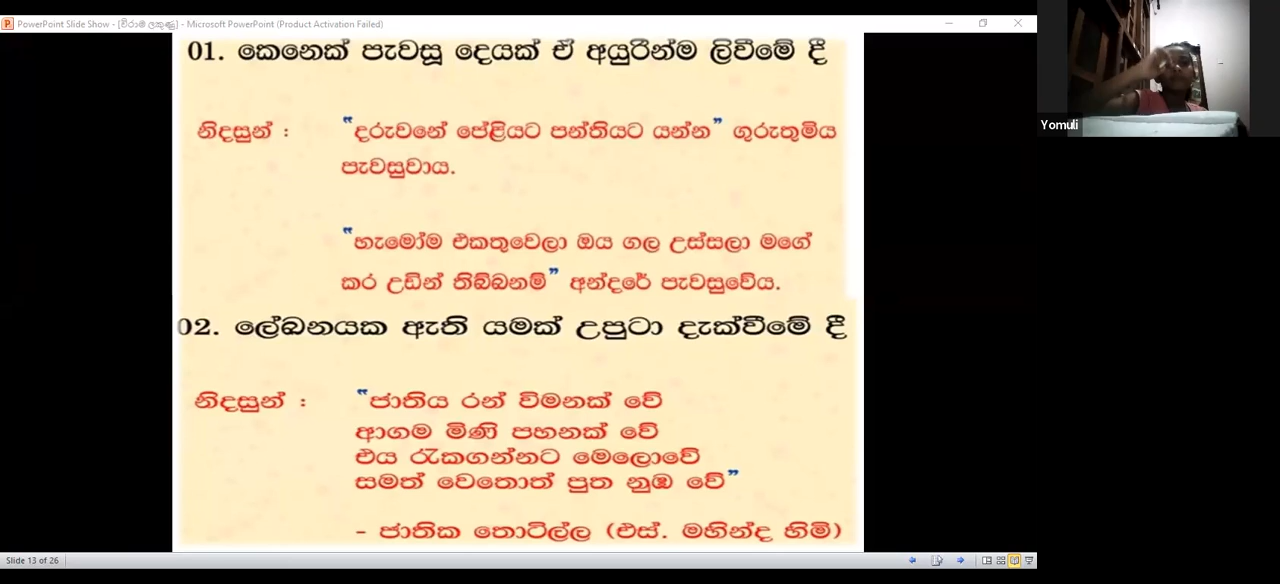 PowerPoint Slide Show - [විරාම ලකුණු] - Microsoft PowerPoint (Product Activation Failed)
01. කෙනෙක් පැවසූ දෙයක් ඒ අයුරින්ම ලිවීමේ දී
නිදසුන් : "දරුවනේ පේළියට පන්තියට යන්න" ගුරුතුමිය
පැවසුවාය.
"හැමෝම එකතුවෙලා ඔය ගල උස්සලා මගේ
කර උඩින් තිබ්බනම්" අන්දරේ පැවසුවේය.
02. ලේඛනයක ඇති යමක් උපුටා දැක්වීමේ දී
නිදසුන් : "ජාතිය රන් විමනක් වේ
ආගම මිණි පහනක් වේ
එය රැකගන්නට මෙලොවේ
සමත් වෙතොත් පුත නුඹ වේ"
- ජාතික තොටිල්ල (එස්. මහින්ද හිමි)
Yomuli
Slide 13 of 26